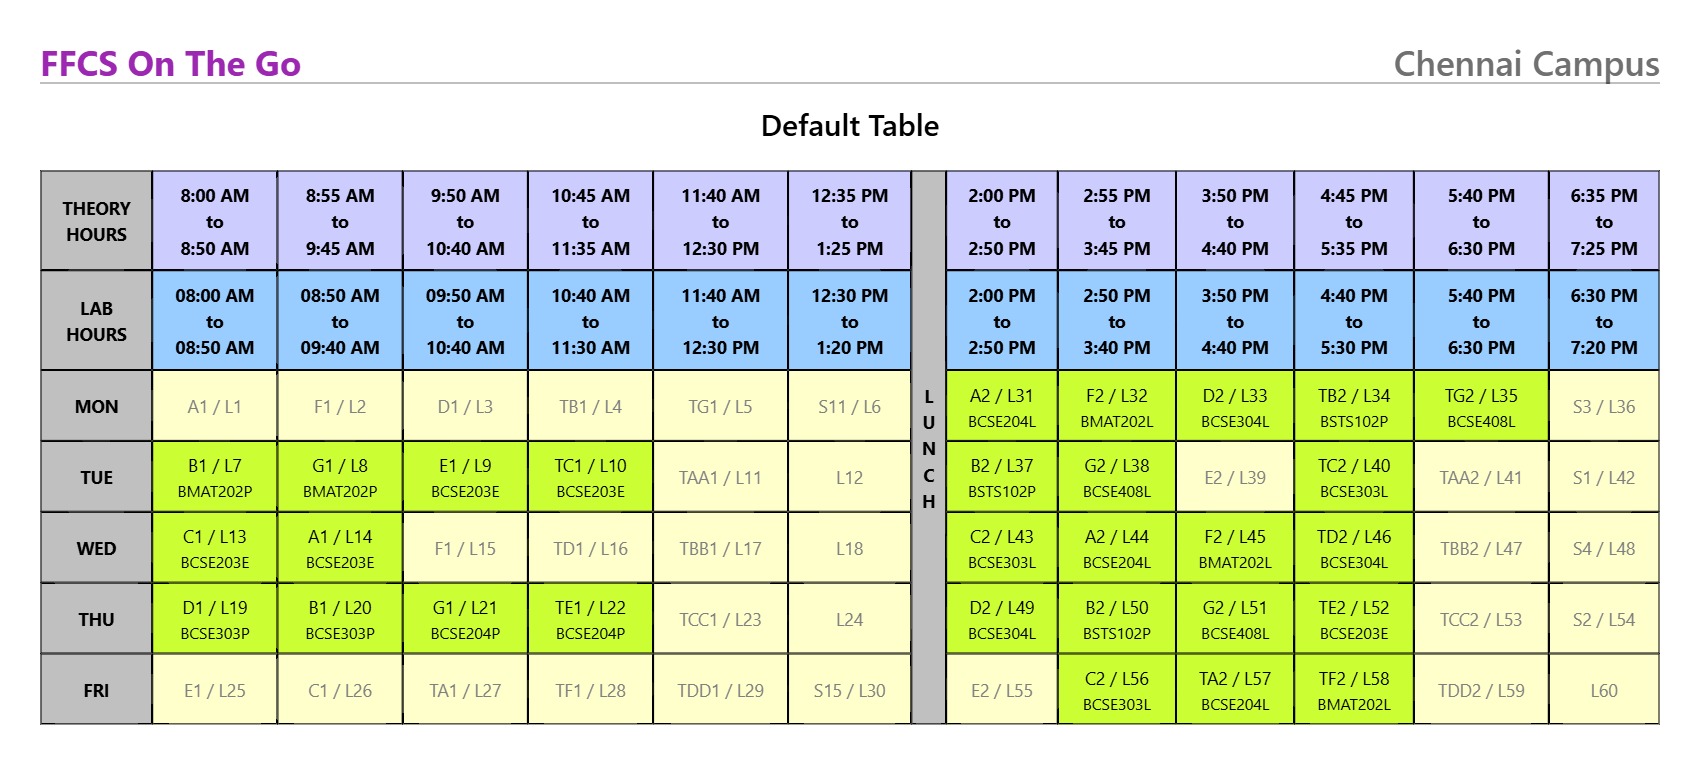 FFCS On The Go
Chennai Campus
Default Table
THEORY
HOURS
8:00 AM
to
8:50 AM
8:55 AM
to
9:45 AM
9:50 AM
to
10:40 AM
10:45 AM
to
11:35 AM
11:40 AM
to
12:30 PM
12:35 PM
to
1:25 PM
LUNCH
2:00 PM
to
2:50 PM
2:55 PM
to
3:45 PM
3:50 PM
to
4:40 PM
4:45 PM
to
5:35 PM
5:40 PM
to
6:30 PM
6:35 PM
to
7:25 PM
LAB
HOURS
08:00 AM
to
08:50 AM
08:50 AM
to
09:40 AM
09:50 AM
to
10:40 AM
10:40 AM
to
11:30 AM
11:40 AM
to
12:30 PM
12:30 PM
to
1:20 PM
2:00 PM
to
2:50 PM
2:50 PM
to
3:40 PM
3:50 PM
to
4:40 PM
4:40 PM
to
5:30 PM
5:40 PM
to
6:30 PM
6:30 PM
to
7:20 PM
MON
A1 / L1
F1 / L2
D1 / L3
TB1 / L4
TG1 / L5
S11 / L6
A2 / L31
BCSE204L
F2 / L32
BMAT202L
D2 / L33
BCSE304L
TB2 / L34
BSTS102P
TG2 / L35
BCSE408L
S3 / L36
TUE
B1 / L7
BMAT202P
G1 / L8
BMAT202P
E1 / L9
BCSE203E
TC1 / L10
BCSE203E
TAA1 / L11
L12
B2 / L37
BSTS102P
G2 / L38
BCSE408L
E2 / L39
TC2 / L40
BCSE303L
TAA2 / L41
S1 / L42
WED
C1 / L13
BCSE203E
A1 / L14
BCSE203E
F1 / L15
TD1 / L16
TBB1 / L17
L18
C2 / L43
BCSE303L
A2 / L44
BCSE204L
F2 / L45
BMAT202L
TD2 / L46
BCSE304L
TBB2 / L47
S4 / L48
THU
D1 / L19
BCSE303P
B1 / L20
BCSE303P
G1 / L21
BCSE204P
TE1 / L22
BCSE204P
TCC1 / L23
L24
D2 / L49
BCSE304L
B2 / L50
BSTS102P
G2 / L51
BCSE408L
TE2 / L52
BCSE203E
TCC2 / L53
S2 / L54
FRI
E1 / L25
C1 / L26
TA1 / L27
TF1 / L28
TDD1 / L29
S15 / L30
E2 / L55
C2 / L56
BCSE303L
TA2 / L57
BCSE204L
TF2 / L58
BMAT202L
TDD2 / L59
L60